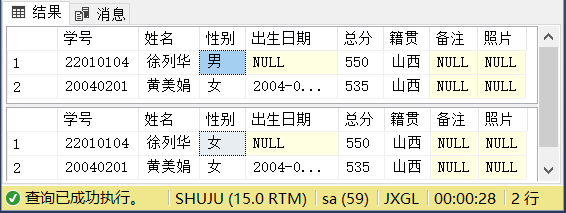 结果 消息
学号 姓名 性别 出生日期 总分 籍贯 备注 照片
1 22010104 徐列华 男 NULL 550 山西 NULL NULL
2 20040201 黄美娟 女 2004-0... 535 山西 NULL NULL
学号 姓名 性别 出生日期 总分 籍贯 备注 照片
1 22010104 徐列华 女 NULL 550 山西 NULL NULL
2 20040201 黄美娟 女 2004-0... 535 山西 NULL NULL
查询已成功执行。 SHUJU (15.0 RTM) sa (59) JXGL 00:00:28 2 行